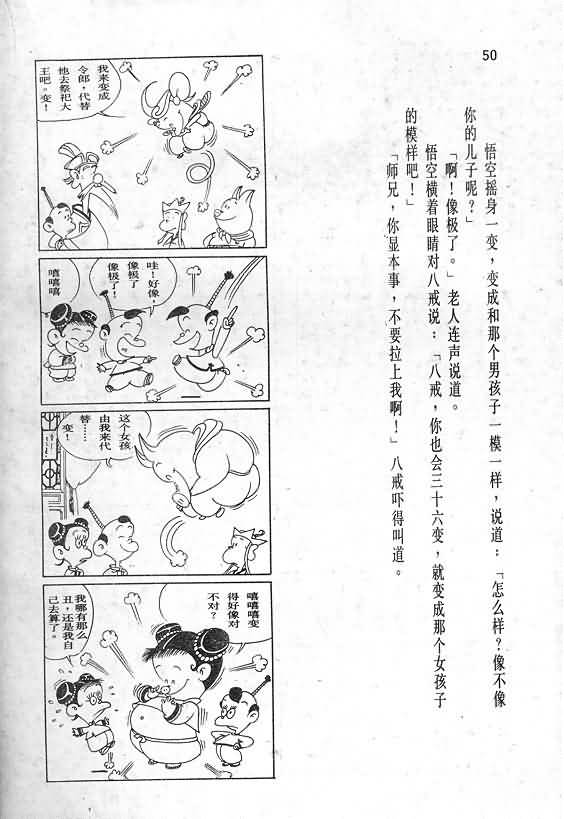 50
悟空摇身一变，变成和那个男孩子一模一样，说道：「怎么样？像不像
你的儿子呢？」
「啊！像极了。」老人连声说道。
悟空横着眼睛对八戒说：「八戒，你也会三十六变，就变成那个女孩子
的模样吧！」
「师兄，你显本事，不要拉上我啊！」八戒吓得叫道。
我来变成
令郎，代替
他去祭祀大
王吧。变！
哇！好像
像极了
像极了
嘻嘻
嘻嘻
这个女孩
由我来代
替……
变！
嘻嘻嘻变
得好像对
不对？
我哪有那么
丑，还是我自
己去算了。